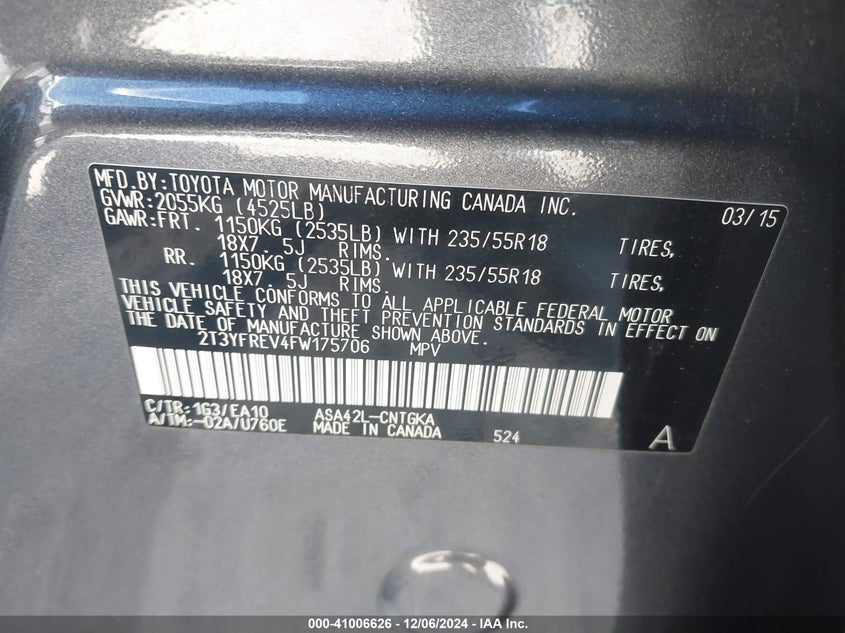 MFD.BY:TOYOTA MOTOR MANUFACTURING CANADA INC. 03/15
GVWR:2055KG (4525LB)
GAWR:FRT. 1150KG (2535LB) WITH 235/55R18 TIRES,
18X7.5J RIMS.
RR. 1150KG (2535LB) WITH 235/55R18 TIRES,
18X7.5J RIMS.
THIS VEHICLE CONFORMS TO ALL APPLICABLE FEDERAL MOTOR
VEHICLE SAFETY AND THEFT PREVENTION STANDARDS IN EFFECT ON
THE DATE OF MANUFACTURE SHOWN ABOVE.
2T3YFREV4FW175706 MPV
C/TR:1G3/EA10 ASA42L-CNTGKA
A/TM:-02A/U760E MADE IN CANADA 524 A
000-41006626 - 12/06/2024 - IAA Inc.